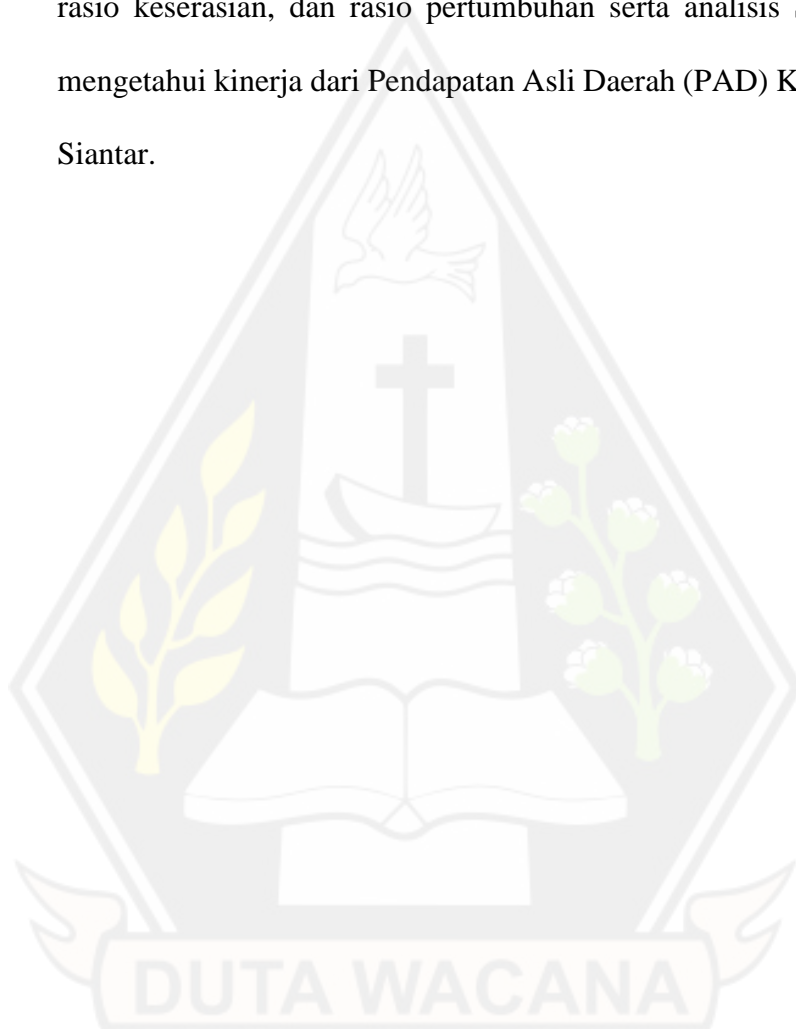 rasio keserasian, dan rasio pertumbuhan serta analisis
mengetahui kinerja dari Pendapatan Asli Daerah (PAD) K
Siantar.
DUTA WACANA